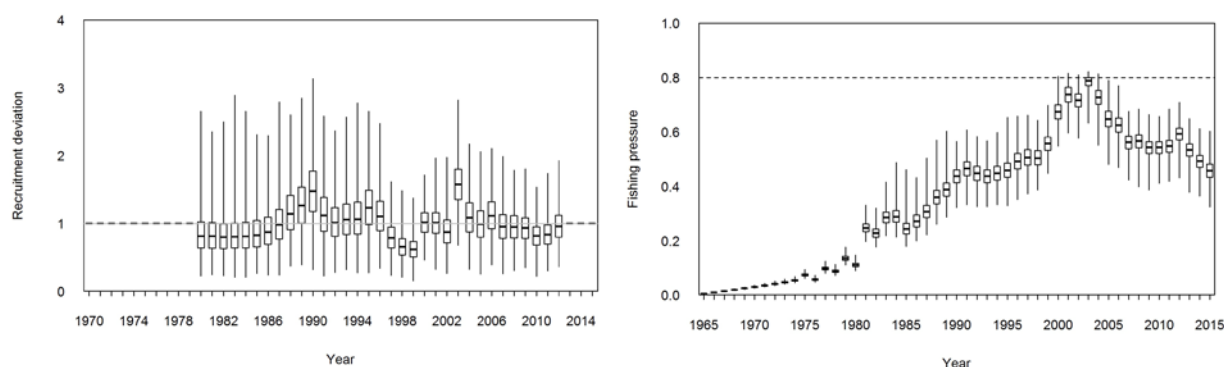 Recruitment deviation
4
3
2
1
0
1970 1974 1978 1982 1986 1990 1994 1998 2002 2006 2010 2014
Year
Fishing pressure
1.0
0.8
0.6
0.4
0.2
0.0
1965 1970 1975 1980 1985 1990 1995 2000 2005 2010 2015
Year